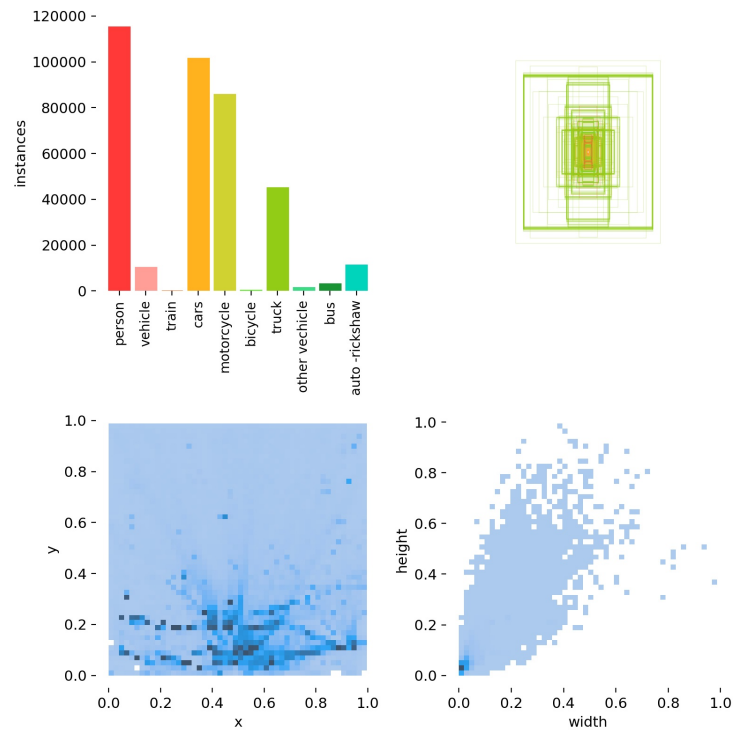 120000
100000
80000
60000
40000
20000
0
instances
person
vehicle
train
cars
motorcycle
bicycle
truck
other vechicle
bus
auto -rickshaw
1.0
0.8
0.6
0.4
0.2
0.0
y
0.0 0.2 0.4 0.6 0.8 1.0
x
1.0
0.8
0.6
0.4
0.2
0.0
height
0.0 0.2 0.4 0.6 0.8 1.0
width